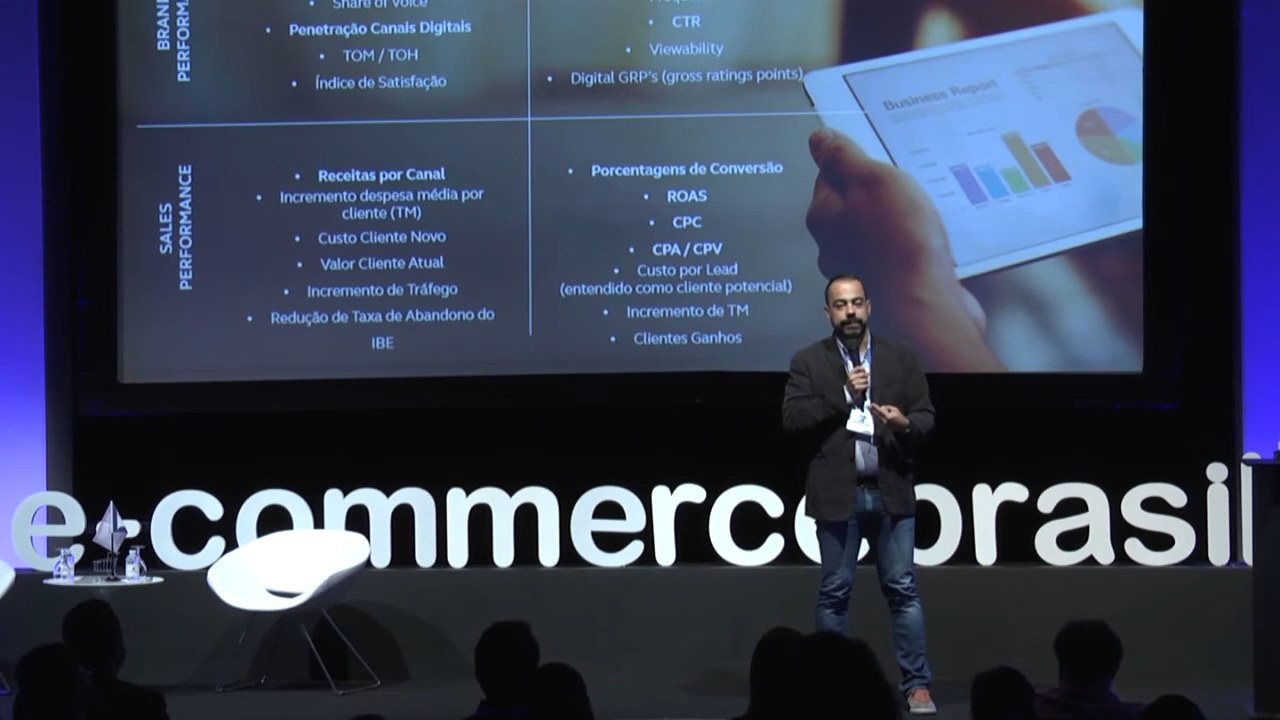 Share of Voice
Penetração Canais Digitais
TOM / TOH
Índice de Satisfação
CTR
Viewability
Digital GRP's (gross ratings points)
Business Report
SALES
PERFORMANCE
Receitas por Canal
Incremento despesa média por
cliente (TM)
Custo Cliente Novo
Valor Cliente Atual
Incremento de Tráfego
Redução de Taxa de Abandono do
IBE
Porcentagens de Conversão
ROAS
CPC
CPA / CPV
Custo por Lead
(entendido como cliente potencial)
Incremento de TM
Clientes Ganhos
e-commercebrasil